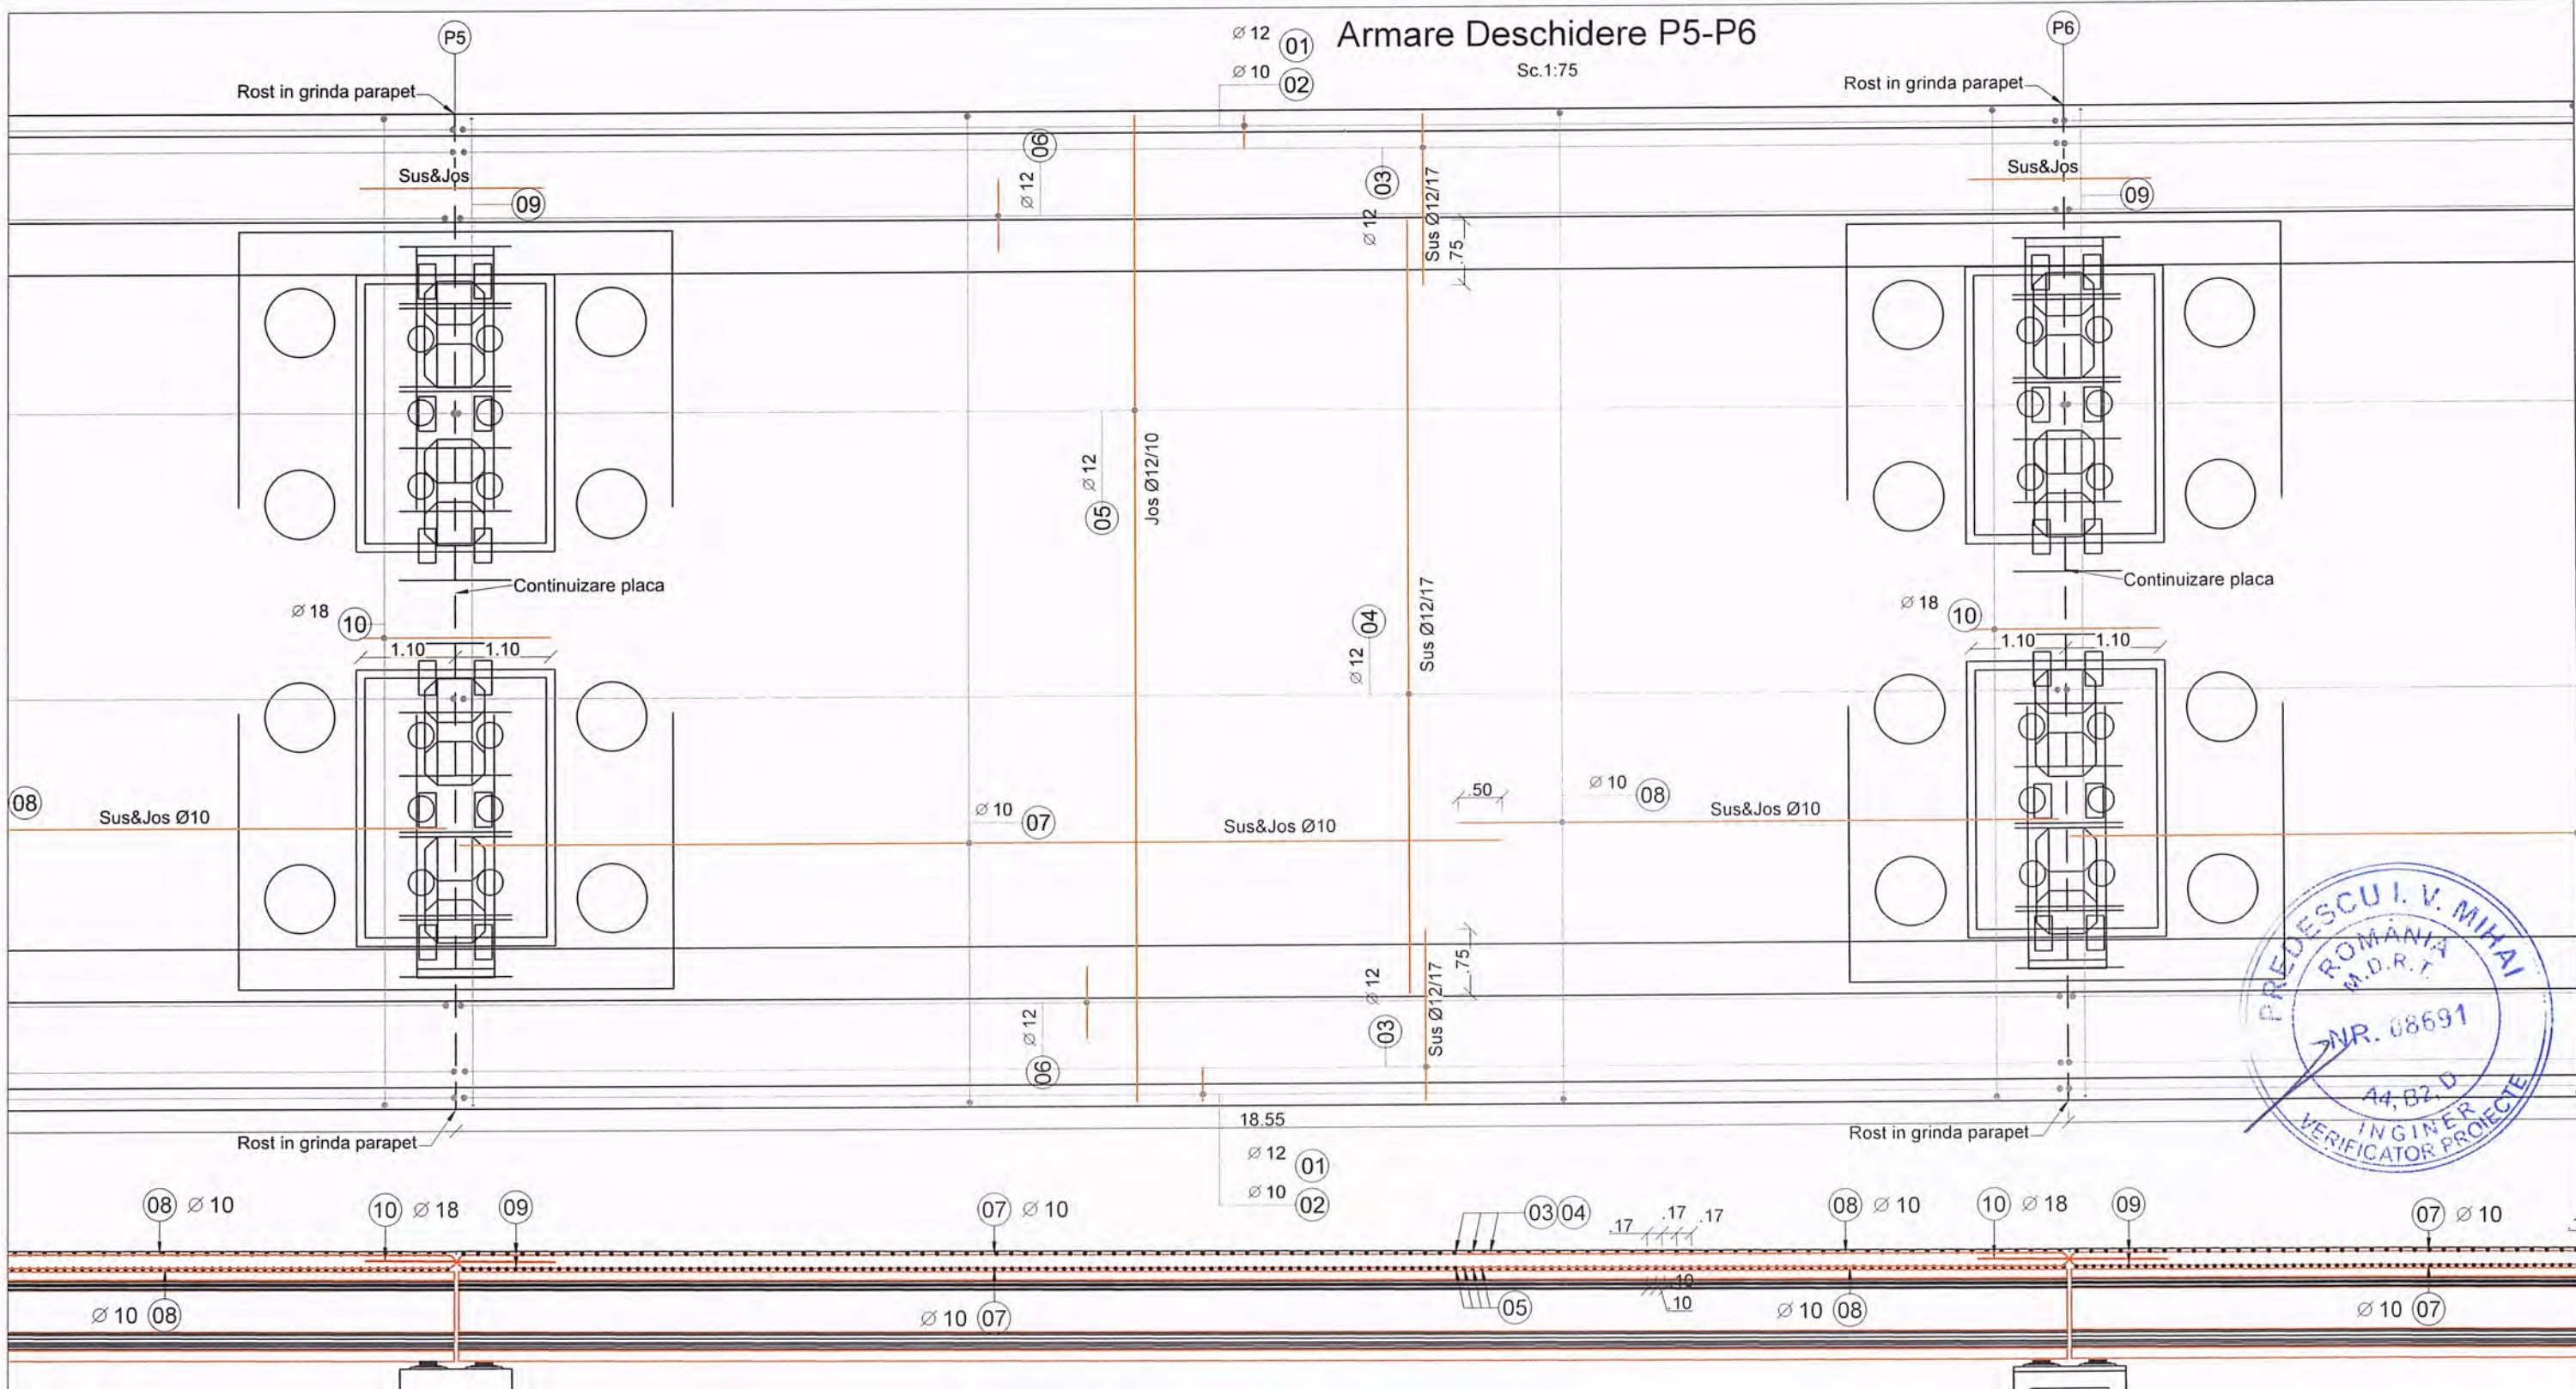 Armare Deschidere P5-P6
Sc.1:75
P5
P6
Ø 12 01
Ø 10 02
Rost in grinda parapet
Rost in grinda parapet
Sus&Jos
09
Ø 12 06
Ø 12 03
Sus Ø12/17
.75
Sus&Jos
09
Ø 12 05
Jos Ø12/10
Continuizare placa
Ø 18 10
1.10 1.10
Ø 12 04
Sus Ø12/17
Continuizare placa
Ø 18 10
1.10 1.10
08
Sus&Jos Ø10
Ø 10 07
Sus&Jos Ø10
.50
Ø 10 08
Sus&Jos Ø10
Ø 12 06
Ø 12 03
Sus Ø12/17
.75
Rost in grinda parapet
18.55
Rost in grinda parapet
Ø 12 01
Ø 10 02
PREDESCU I. V. MIHAI
ROMANIA
M.D.R.T.
NR. 08691
A4, B2, D
INGINER
VERIFICATOR PROIECTE
08 Ø 10
10 Ø 18
09
07 Ø 10
03 04
.17 .17 .17
08 Ø 10
10 Ø 18
09
07 Ø 10
Ø 10 08
Ø 10 07
05
.10
.10
Ø 10 08
Ø 10 07